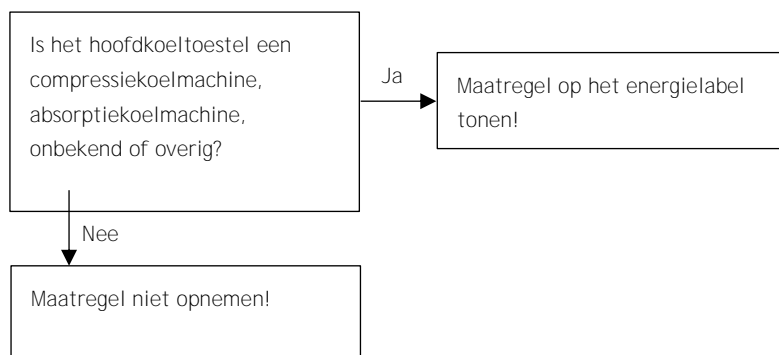 Is het hoofdkoeltoestel een
compressiekoelmachine,
absorptiekoelmachine,
onbekend of overig?
Ja
Maatregel op het energielabel
tonen!
Nee
Maatregel niet opnemen!